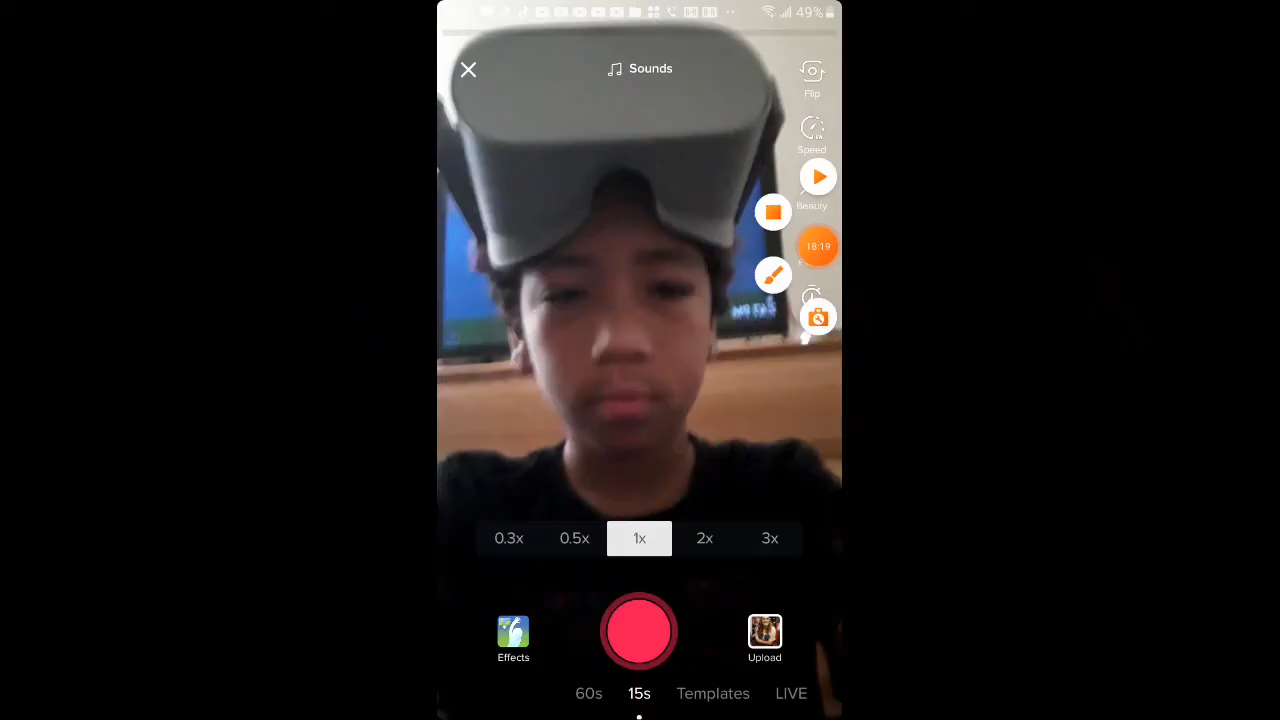 49%
Sounds
Flip
Speed
Beauty
18:19
0.3x 0.5x 1x 2x 3x
Effects
Upload
60s 15s Templates LIVE